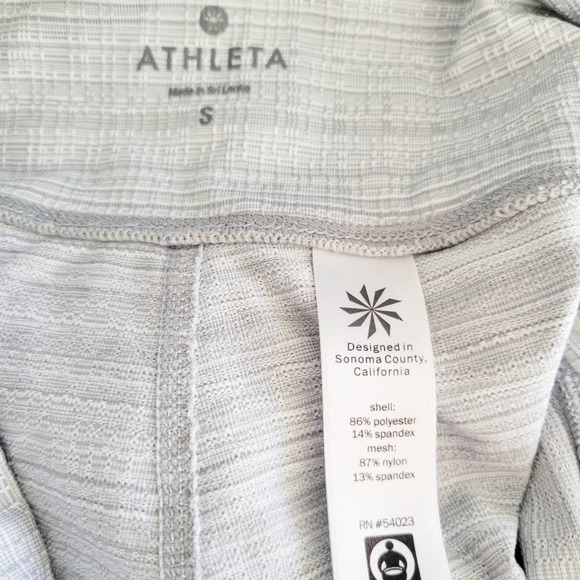 ATHLETA
Made in Sri Lanka
S
Designed in
Sonoma County,
California
shell:
86% polyester
14% spandex
mesh:
87% nylon
13% spandex
RN #54023